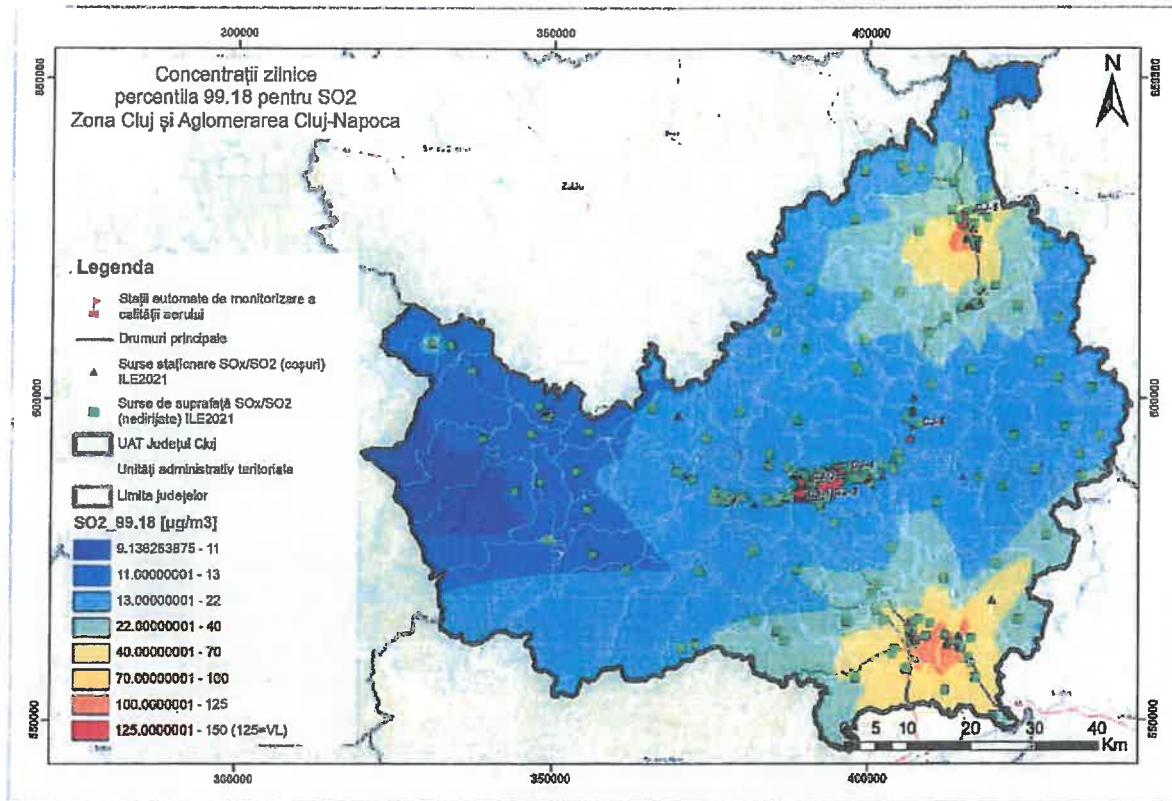 200000
350000
400000
Concentrații zilnice
percentila 99.18 pentru SO2
Zona Cluj și Aglomerarea Cluj-Napoca
N
650000
650000
Zalău
Legenda
Stații automate de monitorizare a
calității aerului
Drumuri principale
Surse staționare SOx/SO2 (coșuri)
ILE2021
Surse de suprafață SOx/SO2
(nedirijate) ILE2021
UAT Județul Cluj
Unități administrativ teritoriale
Limita județelor
SO2_99.18 [µg/m3]
9.138263875 - 11
11.00000001 - 13
13.00000001 - 22
22.00000001 - 40
40.00000001 - 70
70.00000001 - 100
100.0000001 - 125
125.0000001 - 150 (125=VL)
600000
600000
550000
550000
0 5 10 20 30 40
Km
300000
350000
400000